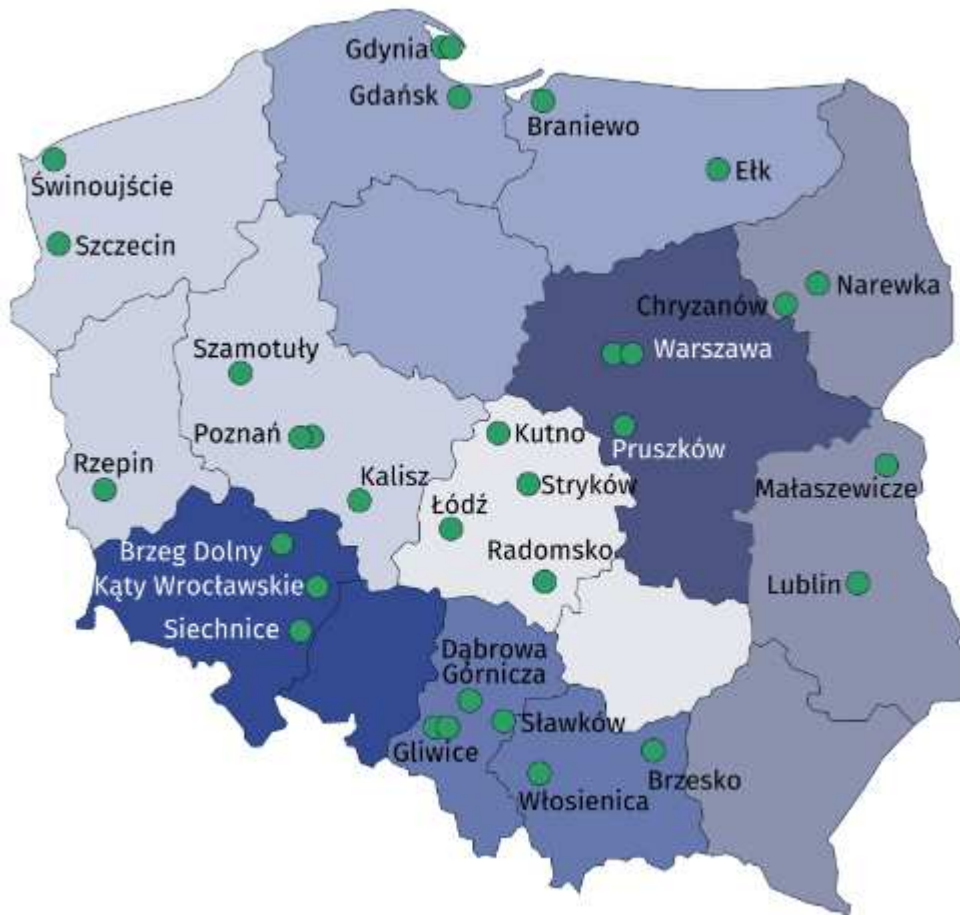 Gdynia
Gdańsk
Braniewo
Ełk
Świnoujście
Szczecin
Narewka
Chryzanów
Szamotuły
Warszawa
Poznań
Kutno
Pruszków
Rzepin
Kalisz
Stryków
Małaszewicze
Łódź
Brzeg Dolny
Radomsko
Kąty Wrocławskie
Lublin
Siechnice
Dąbrowa
Górnicza
Sławków
Gliwice
Brzesko
Włosienica